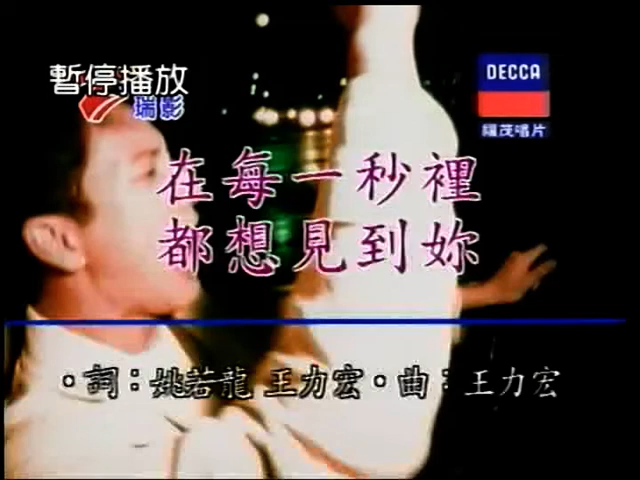 暫停播放
瑞影
DECCA
福茂唱片
在每一秒裡
都想見到妳
•詞：姚若龍 王力宏•曲：王力宏